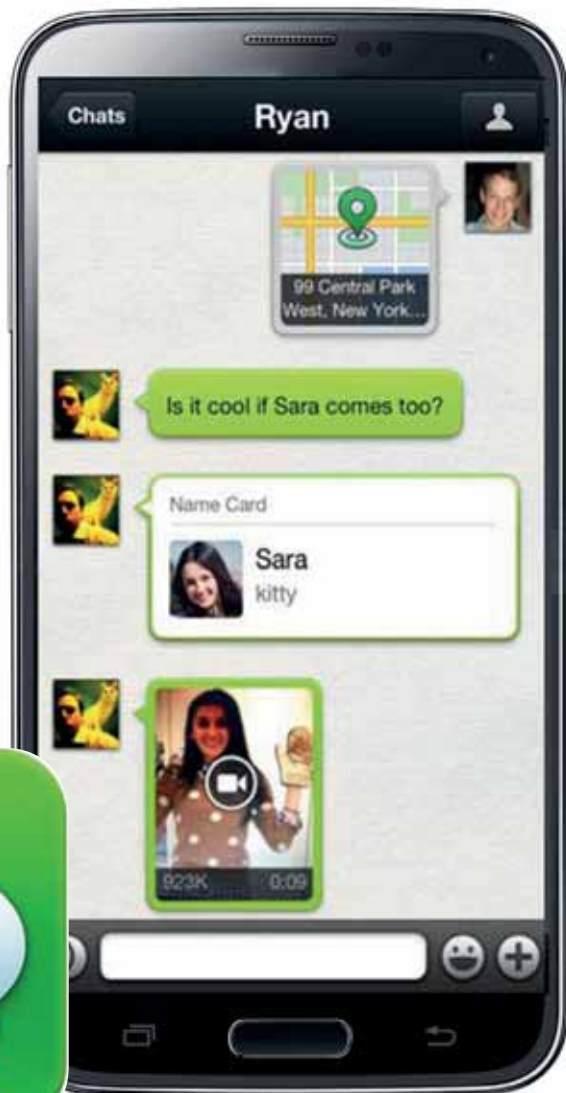 Chats
Ryan
99 Central Park
West, New York...
Is it cool if Sara comes too?
Name Card
Sara
kitty
923K 0:09